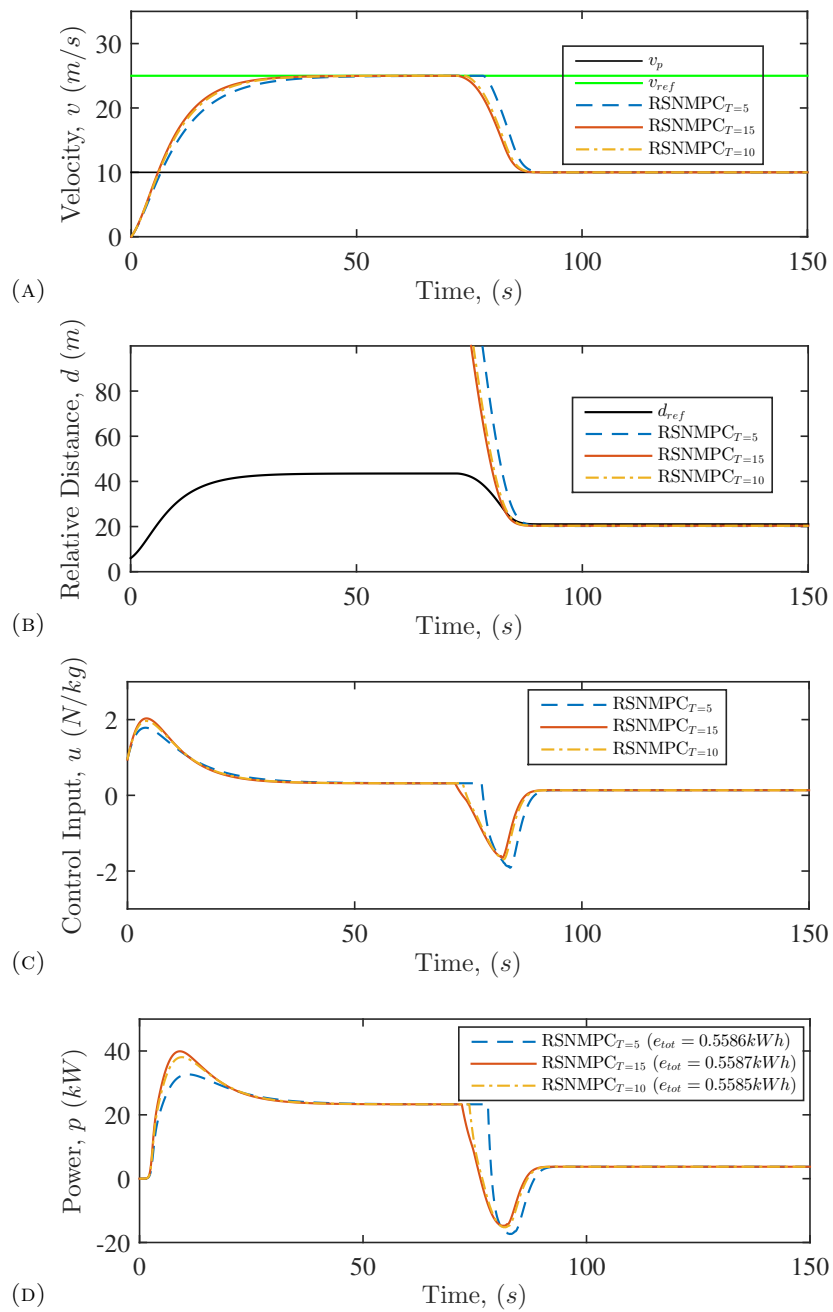 30
20
10
0
Velocity, v (m/s)
v_p
v_ref
RSNMPC_T=5
RSNMPC_T=15
RSNMPC_T=10
0 50 100 150
Time, (s)
(A)
80
60
40
20
0
Relative Distance, d (m)
d_ref
RSNMPC_T=5
RSNMPC_T=15
RSNMPC_T=10
0 50 100 150
Time, (s)
(B)
2
0
-2
Control Input, u (N/kg)
RSNMPC_T=5
RSNMPC_T=15
RSNMPC_T=10
0 50 100 150
Time, (s)
(C)
40
20
0
-20
Power, p (kW)
RSNMPC_T=5 (e_tot = 0.5586kWh)
RSNMPC_T=15 (e_tot = 0.5587kWh)
RSNMPC_T=10 (e_tot = 0.5585kWh)
0 50 100 150
Time, (s)
(D)